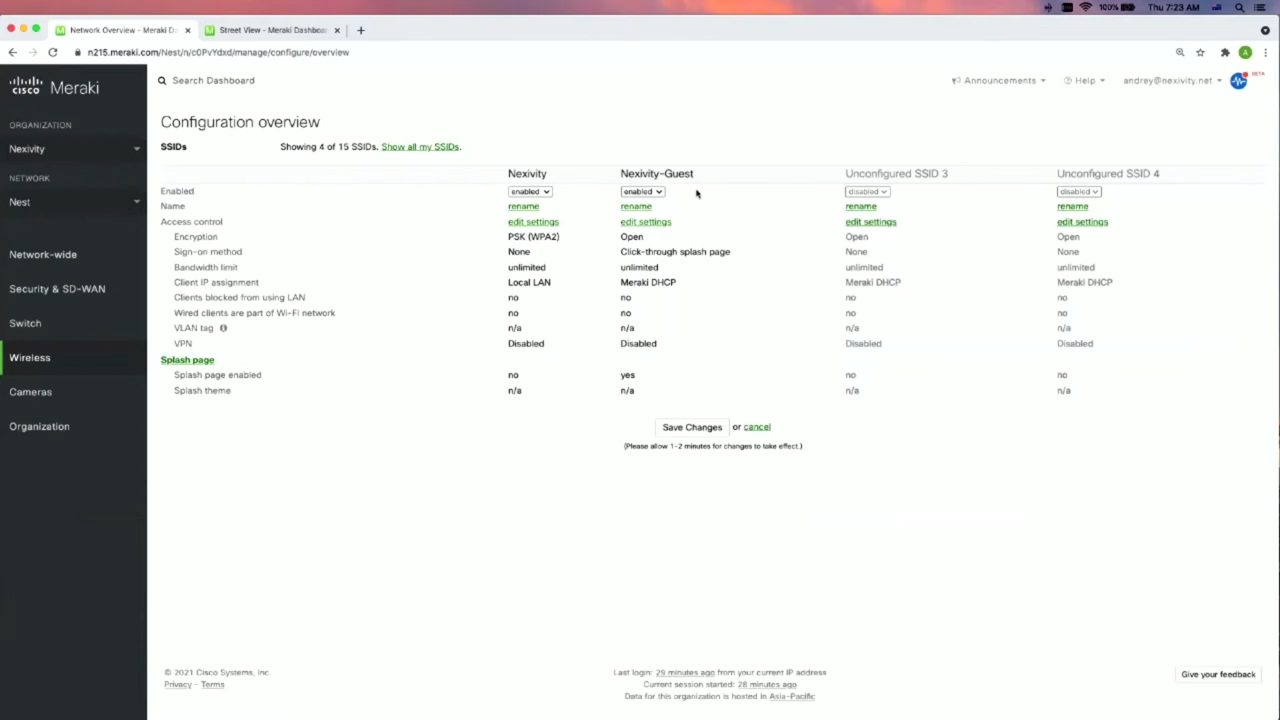 100% Thu 7:23 AM
Network Overview - Meraki Da
Street View - Meraki Dashboar
n215.meraki.com/Nest/n/c0PvYdxd/manage/configure/overview
A
CISCO Meraki
Search Dashboard
Announcements
Help
andrey@nexivity.net
BETA
ORGANIZATION
Nexivity
NETWORK
Nest
Network-wide
Security & SD-WAN
Switch
Wireless
Cameras
Organization
Configuration overview
SSIDs Showing 4 of 15 SSIDs. Show all my SSIDs.
Nexivity Nexivity-Guest Unconfigured SSID 3 Unconfigured SSID 4
Enabled enabled enabled disabled disabled
Name rename rename rename rename
Access control edit settings edit settings edit settings edit settings
Encryption PSK (WPA2) Open Open Open
Sign-on method None Click-through splash page None None
Bandwidth limit unlimited unlimited unlimited unlimited
Client IP assignment Local LAN Meraki DHCP Meraki DHCP Meraki DHCP
Clients blocked from using LAN no no no no
Wired clients are part of Wi-Fi network no no no no
VLAN tag n/a n/a n/a n/a
VPN Disabled Disabled Disabled Disabled
Splash page
Splash page enabled no yes no no
Splash theme n/a n/a n/a n/a
Save Changes or cancel
(Please allow 1-2 minutes for changes to take effect.)
© 2021 Cisco Systems, Inc.
Privacy - Terms
Last login: 29 minutes ago from your current IP address
Current session started: 28 minutes ago
Data for this organization is hosted in Asia-Pacific
Give your feedback